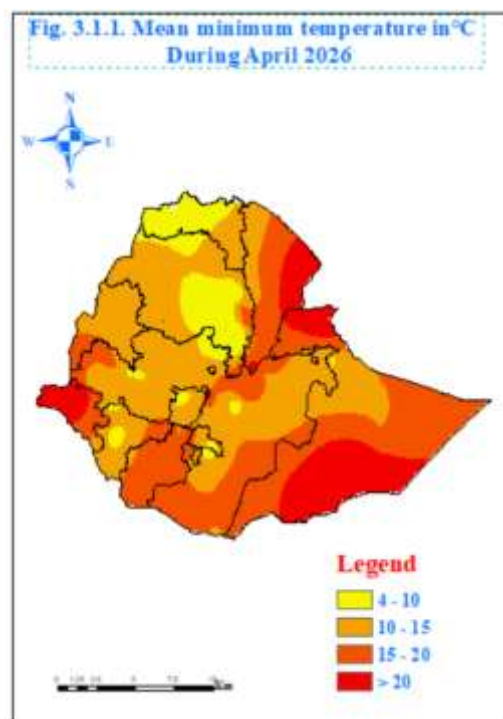 Fig. 3.1.1. Mean minimum temperature in°C
During April 2026
N
W
S
Legend
4 - 10
10 - 15
15 - 20
> 20